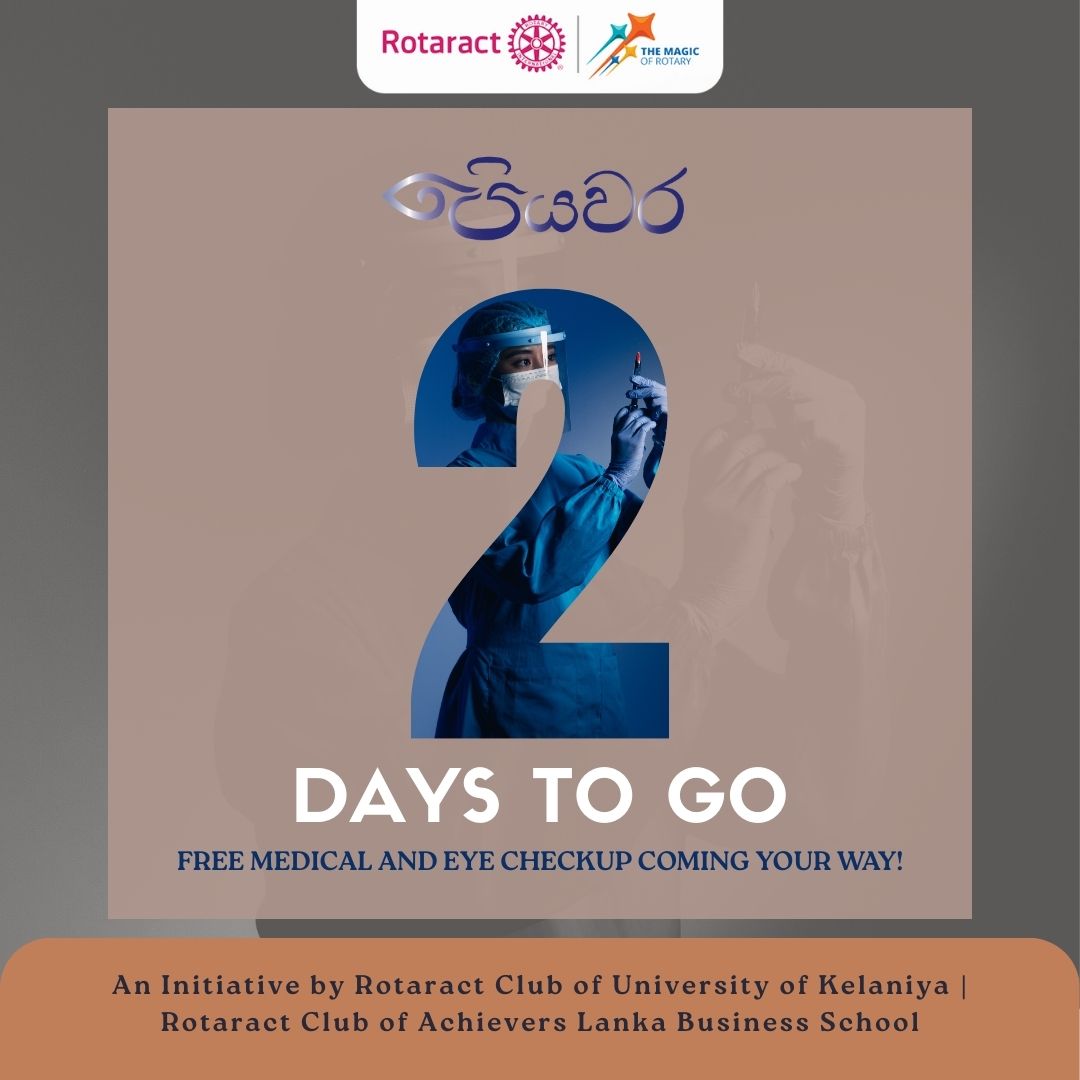 Rotaract
THE MAGIC
OF ROTARY
පියවර
2
DAYS TO GO
FREE MEDICAL AND EYE CHECKUP COMING YOUR WAY!
An Initiative by Rotaract Club of University of Kelaniya |
Rotaract Club of Achievers Lanka Business School